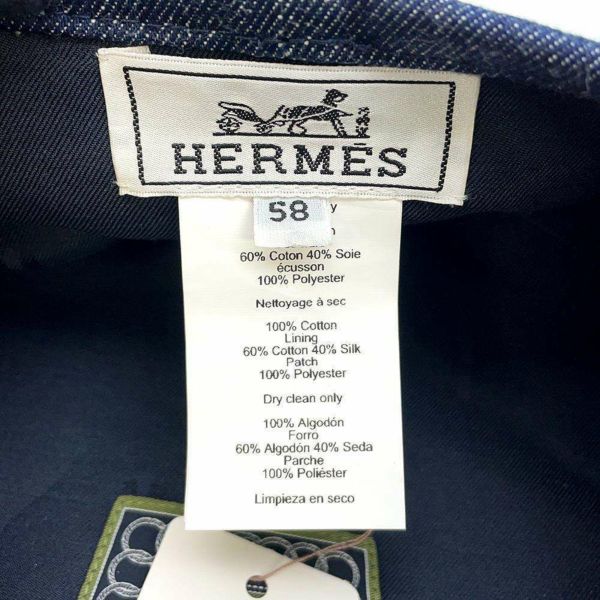 HERMÈS
58
60% Coton 40% Soie
écusson
100% Polyester
Nettoyage à sec
100% Cotton
Lining
60% Cotton 40% Silk
Patch
100% Polyester
Dry clean only
100% Algodón
Forro
60% Algodón 40% Seda
Parche
100% Poliéster
Limpieza en seco